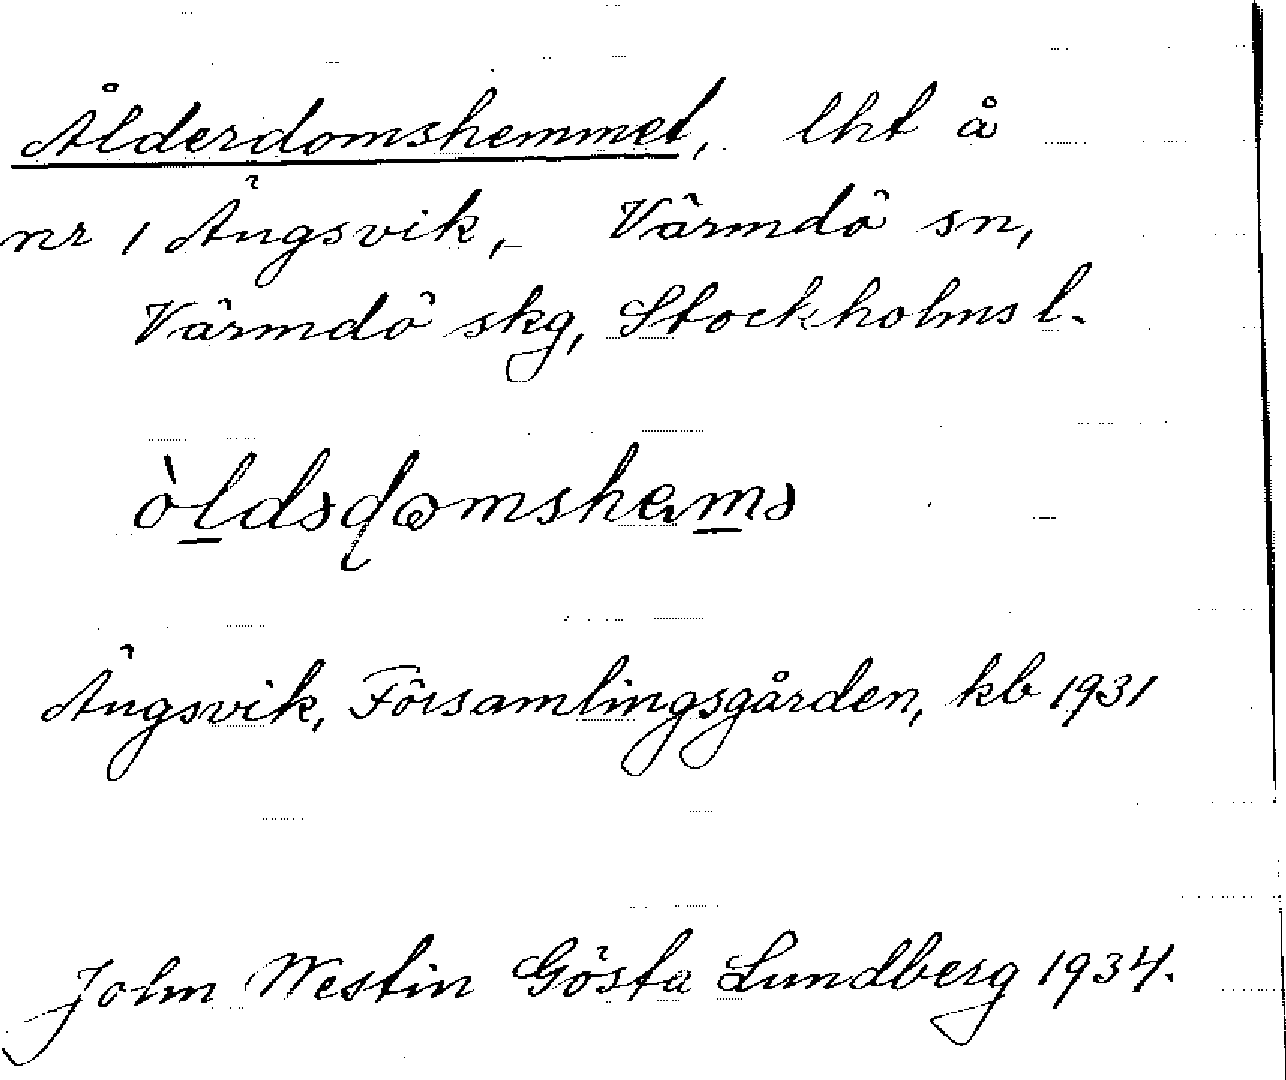 Ålderdomshemmet, lht å
nr 1 Ängsvik, Värmdö sn,
Värmdö skg, Stockholms l.
òldədɷmshemə
Ängsvik, Församlingsgården, kb 1931
John Westin Gösta Lundberg 1934.